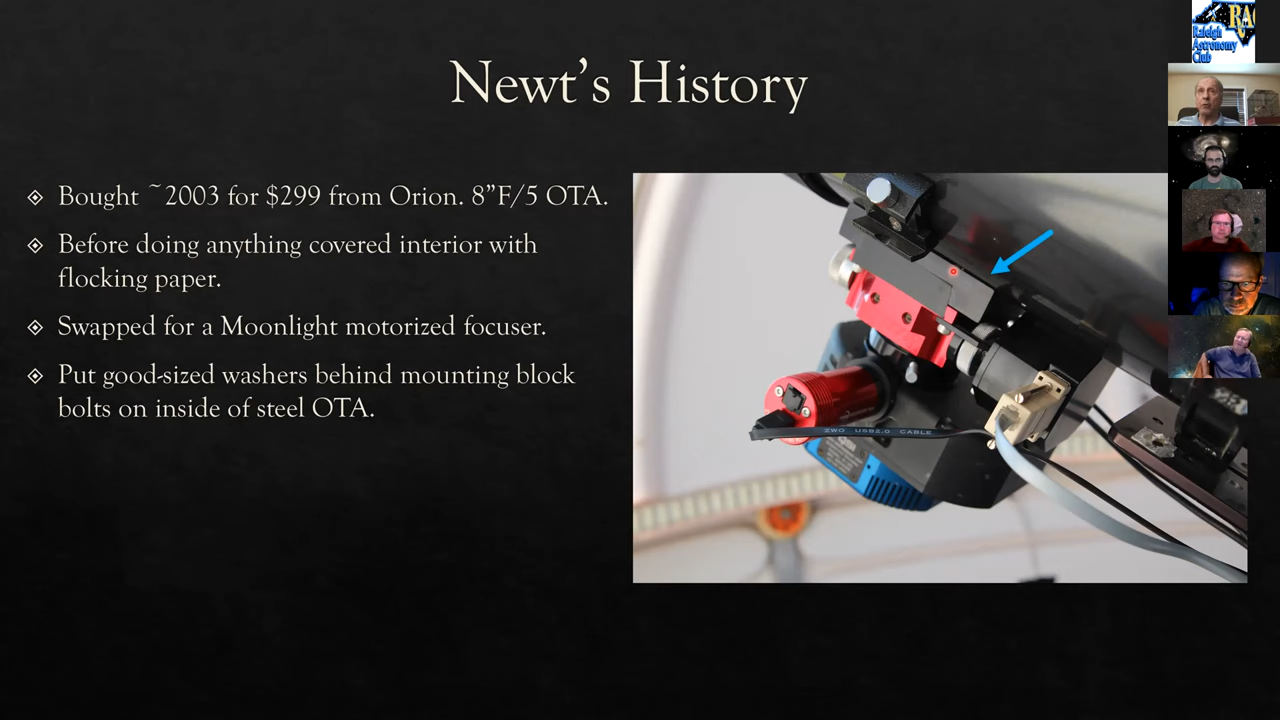 Newt’s History
Bought ~2003 for $299 from Orion. 8”F/5 OTA.
Before doing anything covered interior with
flocking paper.
Swapped for a Moonlight motorized focuser.
Put good-sized washers behind mounting block
bolts on inside of steel OTA.
ZWO USB2.0 CABLE
RAC
Raleigh
Astronomy
Club